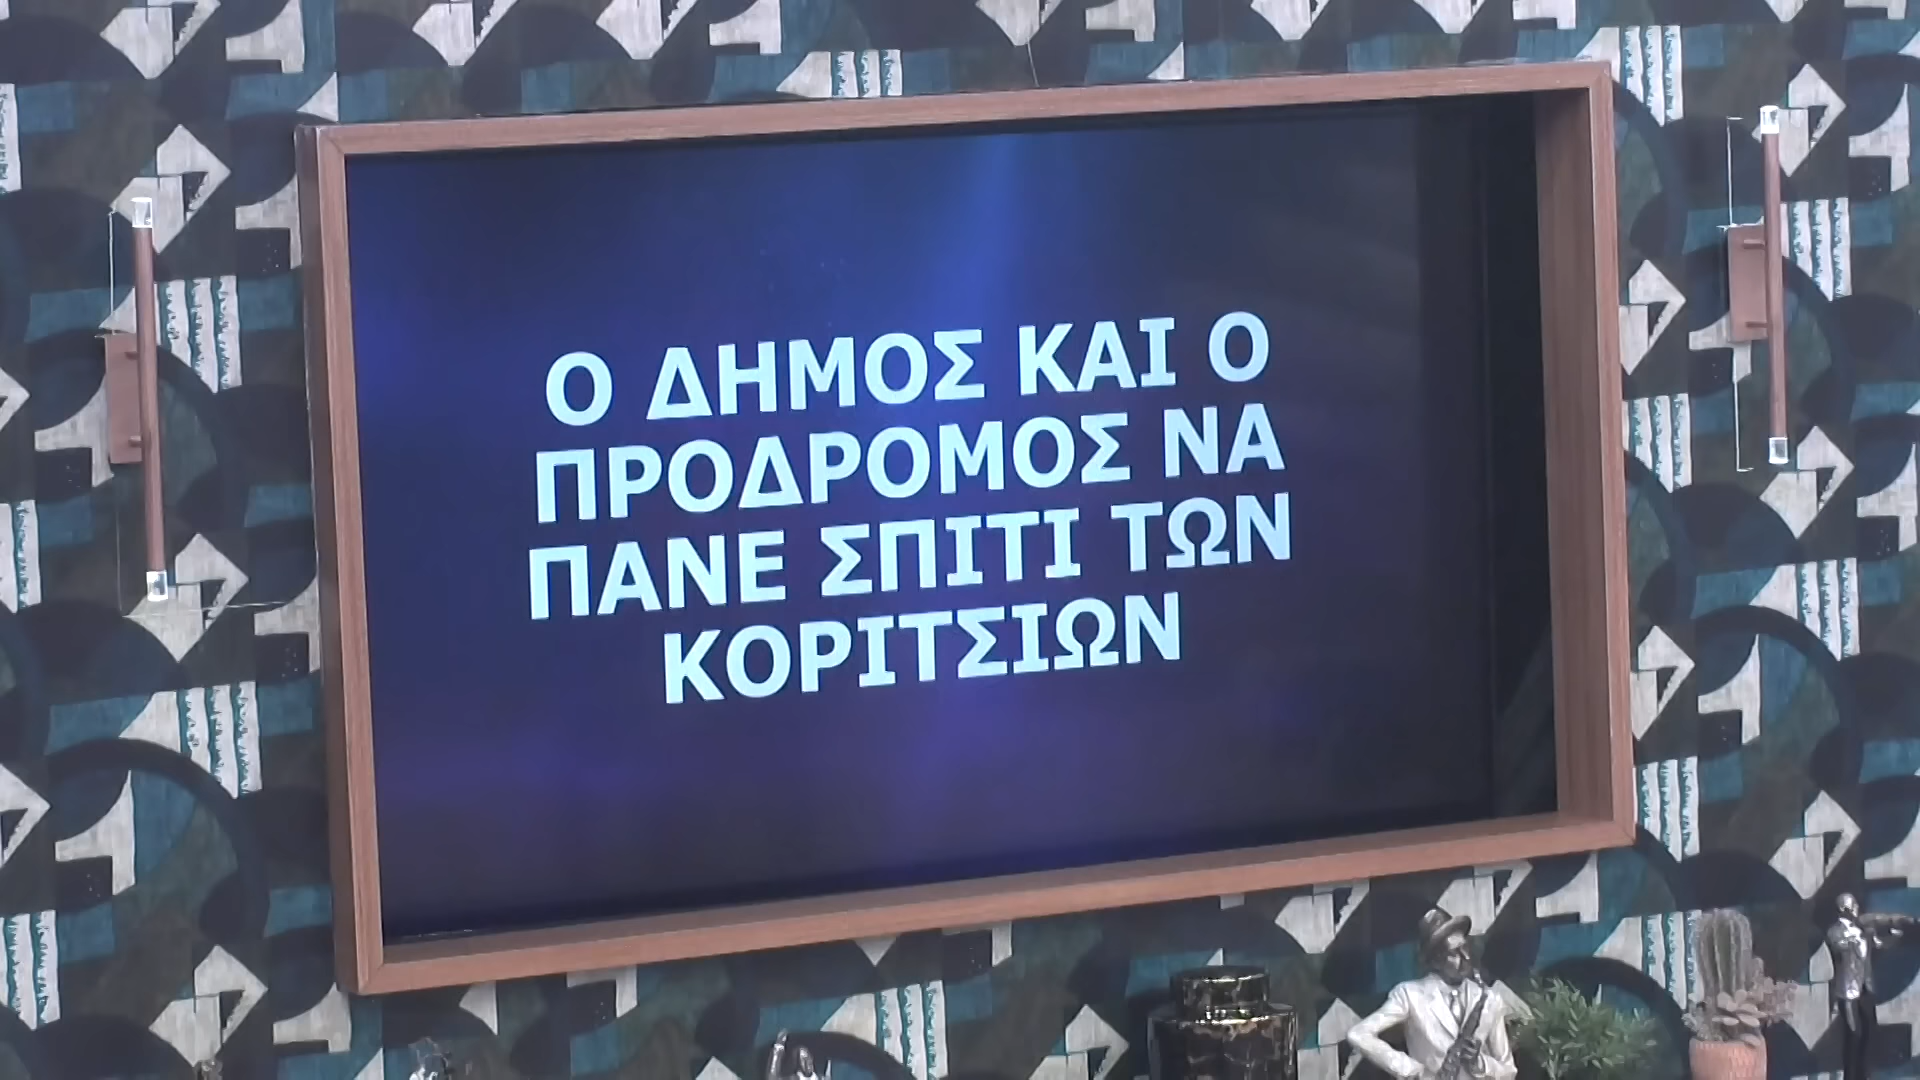 Ο ΔΗΜΟΣ ΚΑΙ Ο
ΠΡΟΔΡΟΜΟΣ ΝΑ
ΠΑΝΕ ΣΠΙΤΙ ΤΩΝ
ΚΟΡΙΤΣΙΩΝ